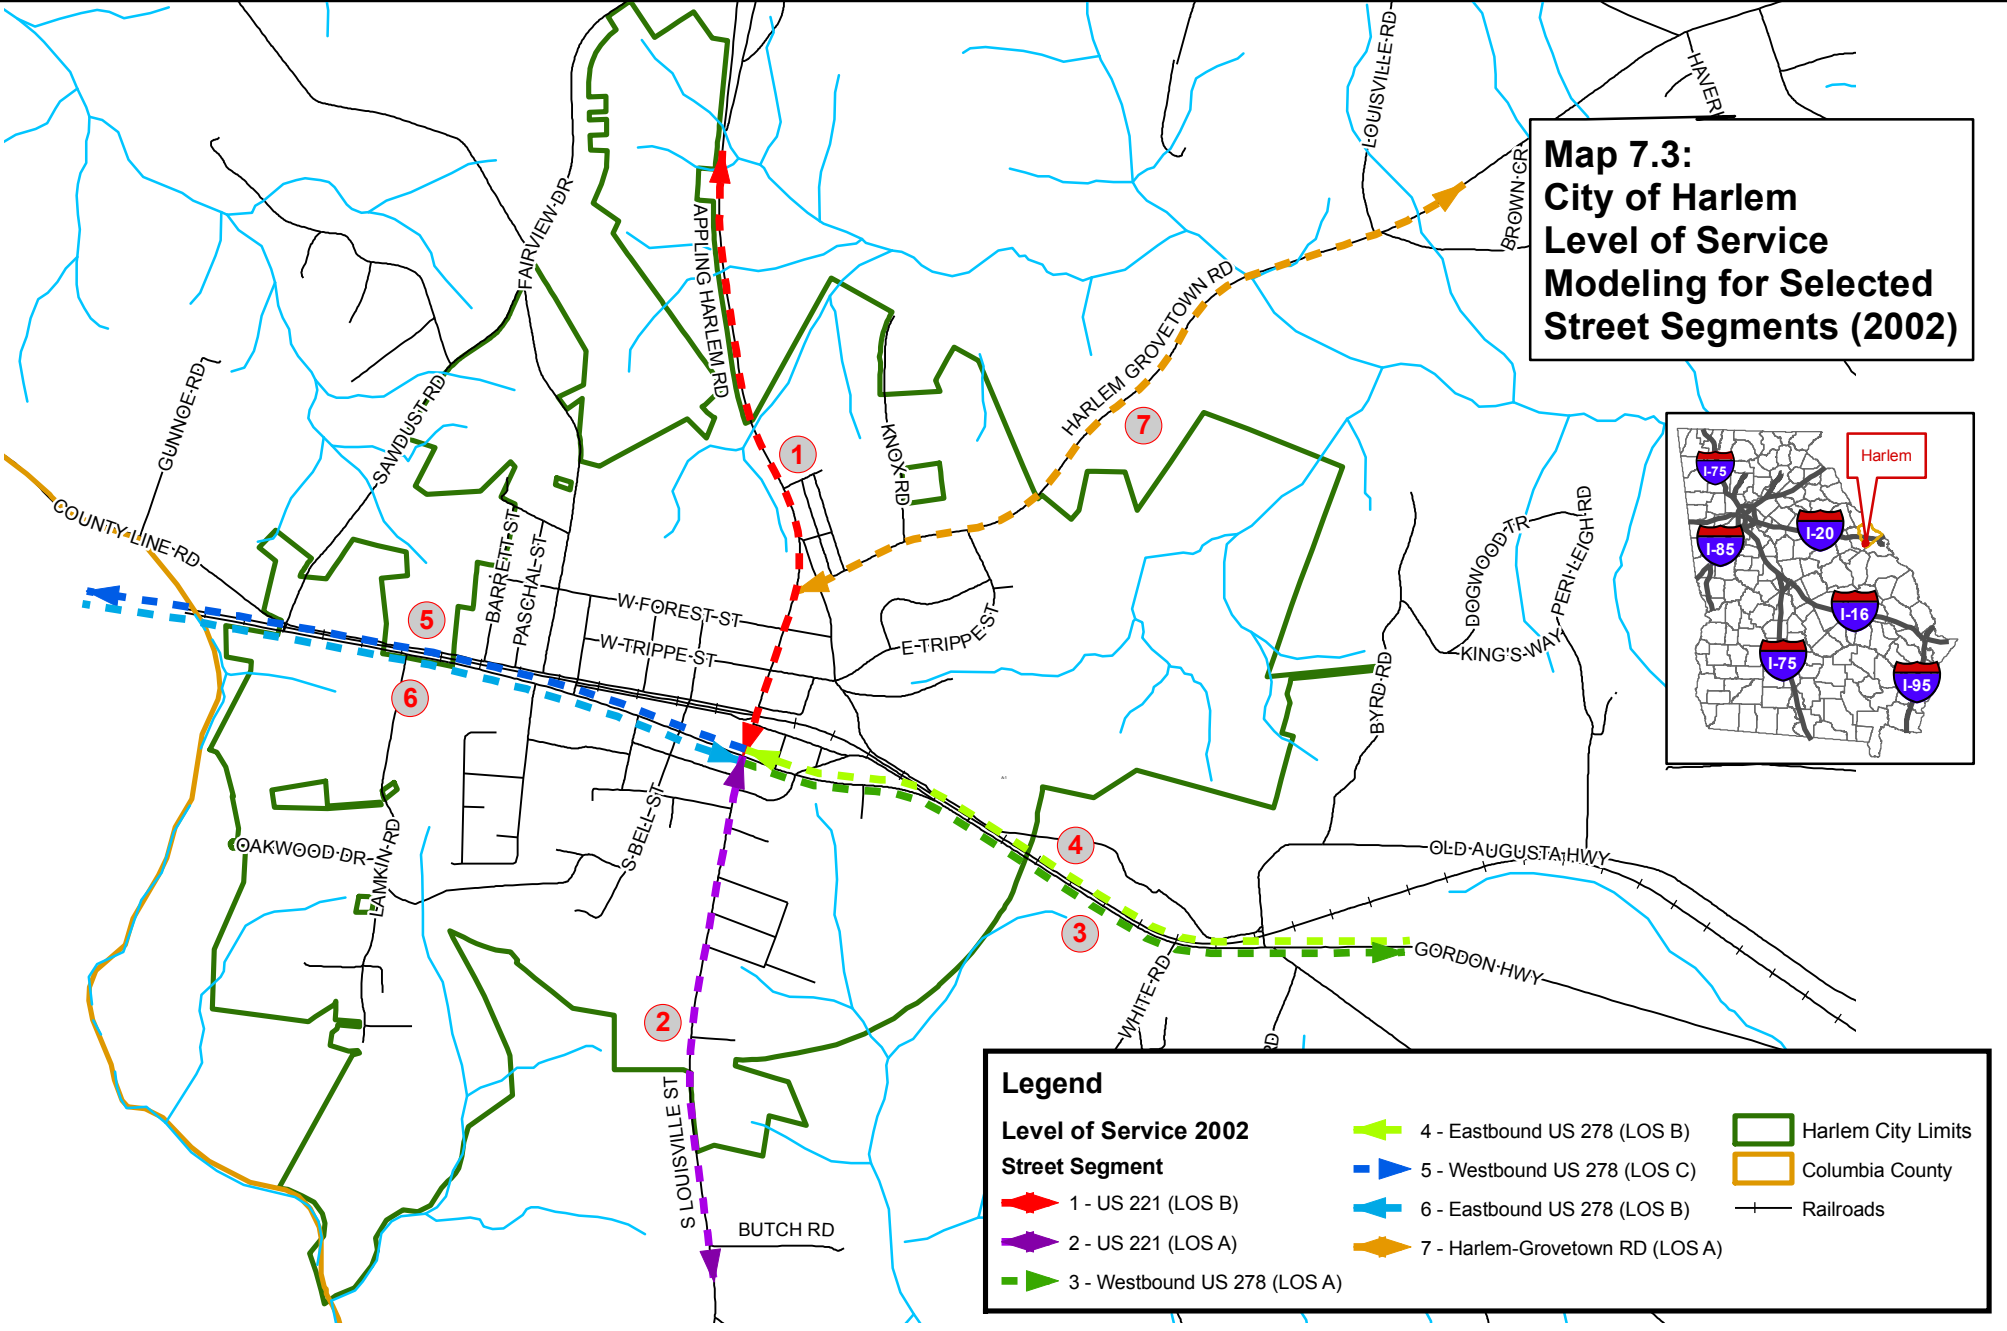 LOUISVILLE RD
HAVERI
Map 7.3:
City of Harlem
Level of Service
Modeling for Selected
Street Segments (2002)
BROWN CR
FAIRVIEW DR
APPLING HARLEM RD
HARLEM GROVETOWN RD
7
GUNNOE RD
SAWDUST RD
1
KNOX RD
Harlem
I-75
I-20
I-85
I-16
I-75
I-95
COUNTY LINE RD
BARRETT ST
PASCHAL ST
DOGWOOD TR
PERI LEIGH RD
KING'S WAY
W FOREST ST
W TRIPPE ST
E TRIPPE ST
5
6
BYRD RD
S BELL ST
OAKWOOD DR
LAMKIN RD
4
OLD AUGUSTA HWY
3
GORDON HWY
WHITE RD
RD
2
S LOUISVILLE ST
BUTCH RD
Legend
Level of Service 2002
Street Segment
1 - US 221 (LOS B)
2 - US 221 (LOS A)
3 - Westbound US 278 (LOS A)
4 - Eastbound US 278 (LOS B)
5 - Westbound US 278 (LOS C)
6 - Eastbound US 278 (LOS B)
7 - Harlem-Grovetown RD (LOS A)
Harlem City Limits
Columbia County
Railroads